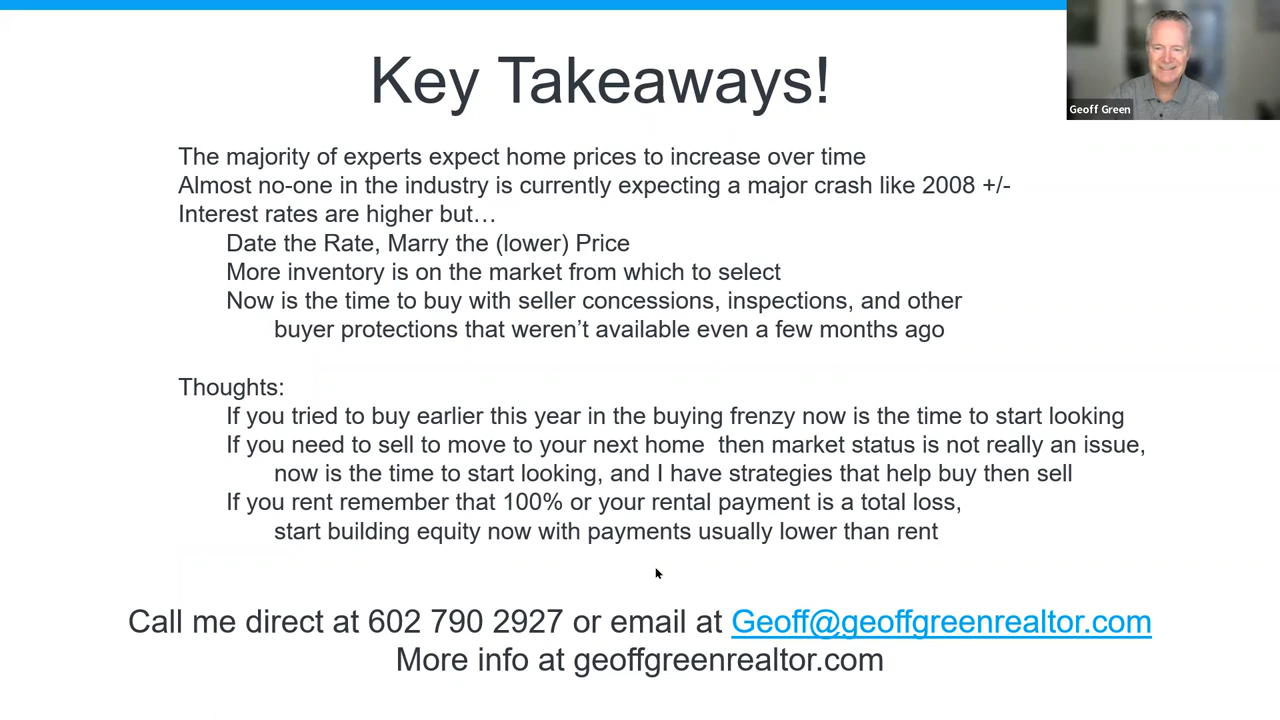 Key Takeaways!
Geoff Green
The majority of experts expect home prices to increase over time
Almost no-one in the industry is currently expecting a major crash like 2008 +/-
Interest rates are higher but…
Date the Rate, Marry the (lower) Price
More inventory is on the market from which to select
Now is the time to buy with seller concessions, inspections, and other
buyer protections that weren’t available even a few months ago
Thoughts:
If you tried to buy earlier this year in the buying frenzy now is the time to start looking
If you need to sell to move to your next home  then market status is not really an issue,
now is the time to start looking, and I have strategies that help buy then sell
If you rent remember that 100% or your rental payment is a total loss,
start building equity now with payments usually lower than rent
Call me direct at 602 790 2927 or email at Geoff@geoffgreenrealtor.com
More info at geoffgreenrealtor.com